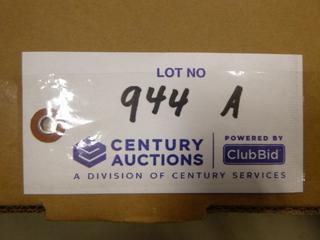 LOT NO
944 A
CENTURY AUCTIONS
POWERED BY
ClubBid
A DIVISION OF CENTURY SERVICES